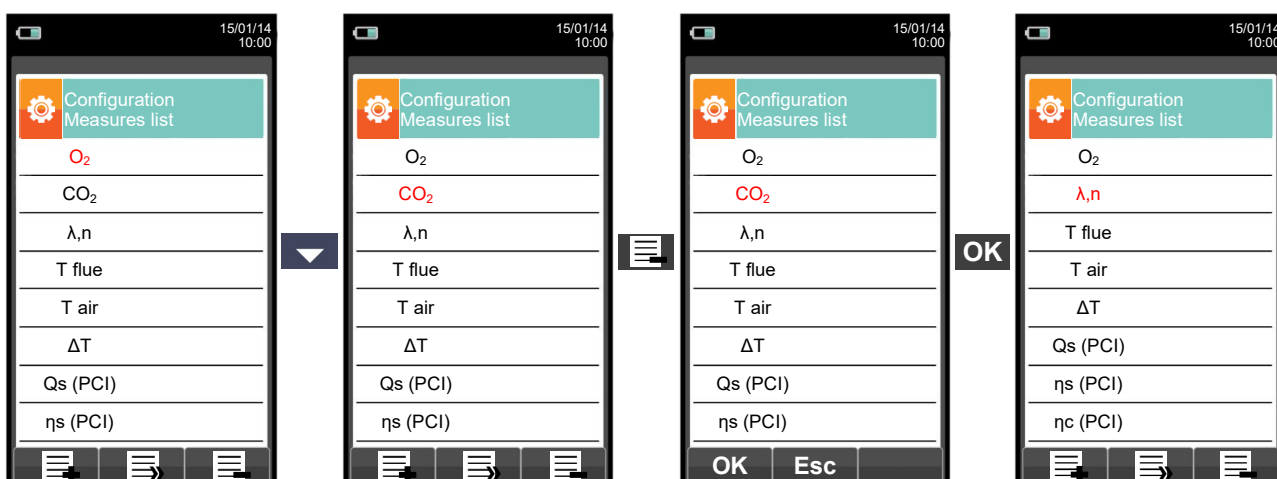 15/01/14
10:00
Configuration
Measures list
O₂
CO₂
λ,n
T flue
T air
ΔT
Qs (PCI)
ηs (PCI)
15/01/14
10:00
Configuration
Measures list
O₂
CO₂
λ,n
T flue
T air
ΔT
Qs (PCI)
ηs (PCI)
15/01/14
10:00
Configuration
Measures list
O₂
CO₂
λ,n
T flue
T air
ΔT
Qs (PCI)
ηs (PCI)
OK Esc
OK
15/01/14
10:00
Configuration
Measures list
O₂
λ,n
T flue
T air
ΔT
Qs (PCI)
ηs (PCI)
ηc (PCI)